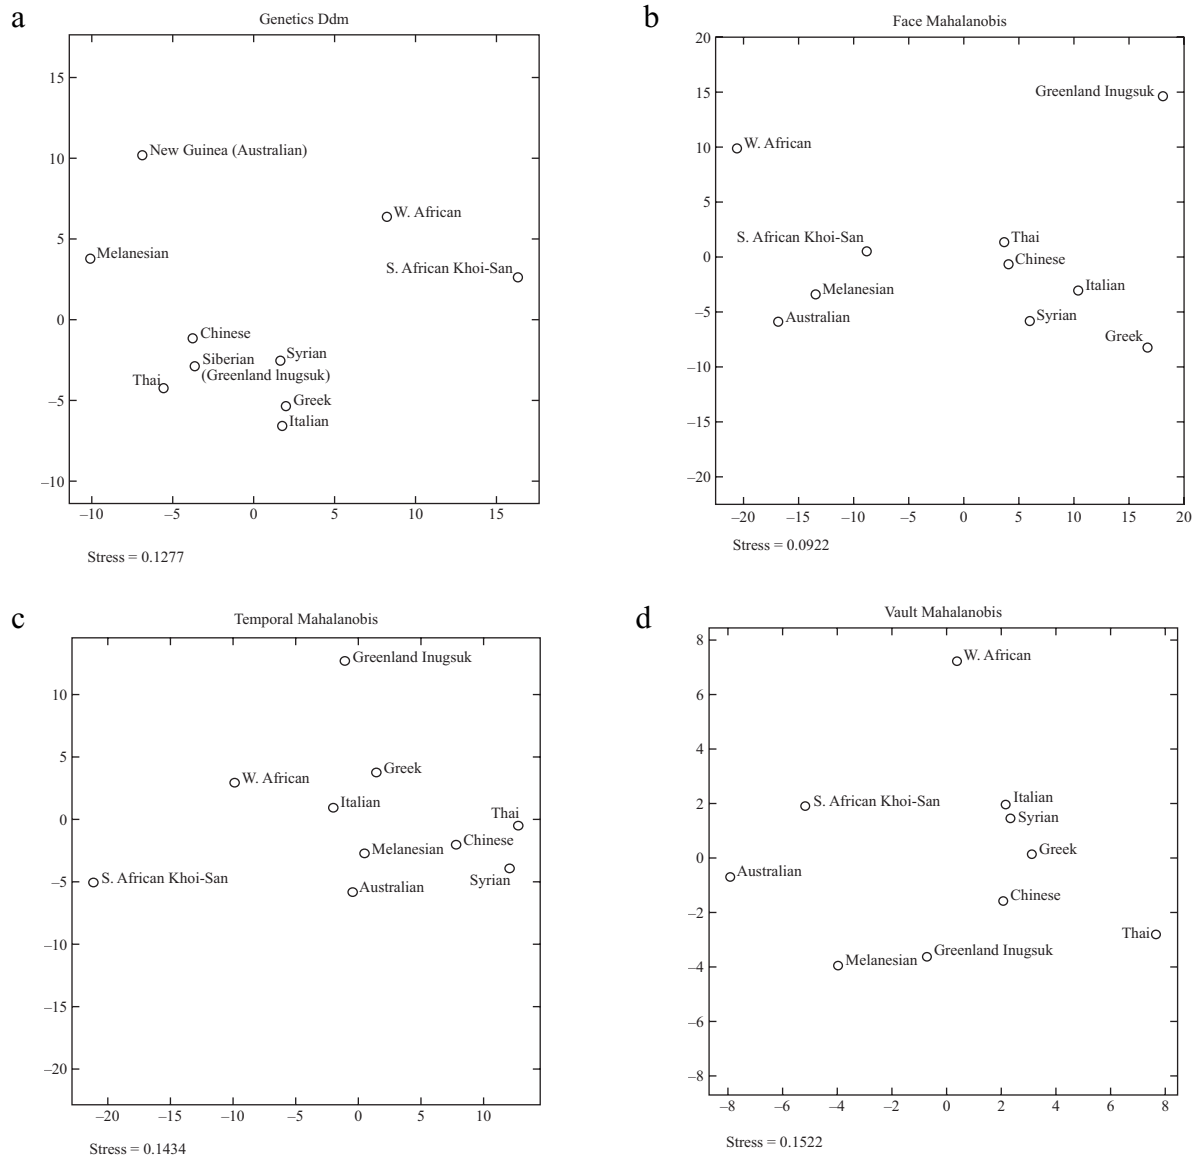 a
Genetics Ddm
15
10
5
0
–5
–10
New Guinea (Australian)
W. African
Melanesian
S. African Khoi-San
Chinese
Siberian
(Greenland lnugsuk)
Syrian
Thai
Greek
Italian
–10 –5 0 5 10 15
Stress = 0.1277
b
Face Mahalanobis
20
15
10
5
0
–5
–10
–15
–20
Greenland Inugsuk
W. African
S. African Khoi-San
Thai
Chinese
Melanesian
Italian
Australian
Syrian
Greek
–20 –15 –10 –5 0 5 10 15 20
Stress = 0.0922
c
Temporal Mahalanobis
10
5
0
–5
–10
–15
–20
Greenland Inugsuk
W. African
Greek
Italian
Thai
Melanesian
Chinese
S. African Khoi-San
Australian
Syrian
–20 –15 –10 –5 0 5 10
Stress = 0.1434
d
Vault Mahalanobis
8
6
4
2
0
–2
–4
–6
–8
W. African
S. African Khoi-San
Italian
Syrian
Greek
Australian
Chinese
Thai
Melanesian
Greenland Inugsuk
–8 –6 –4 –2 0 2 4 6 8
Stress = 0.1522